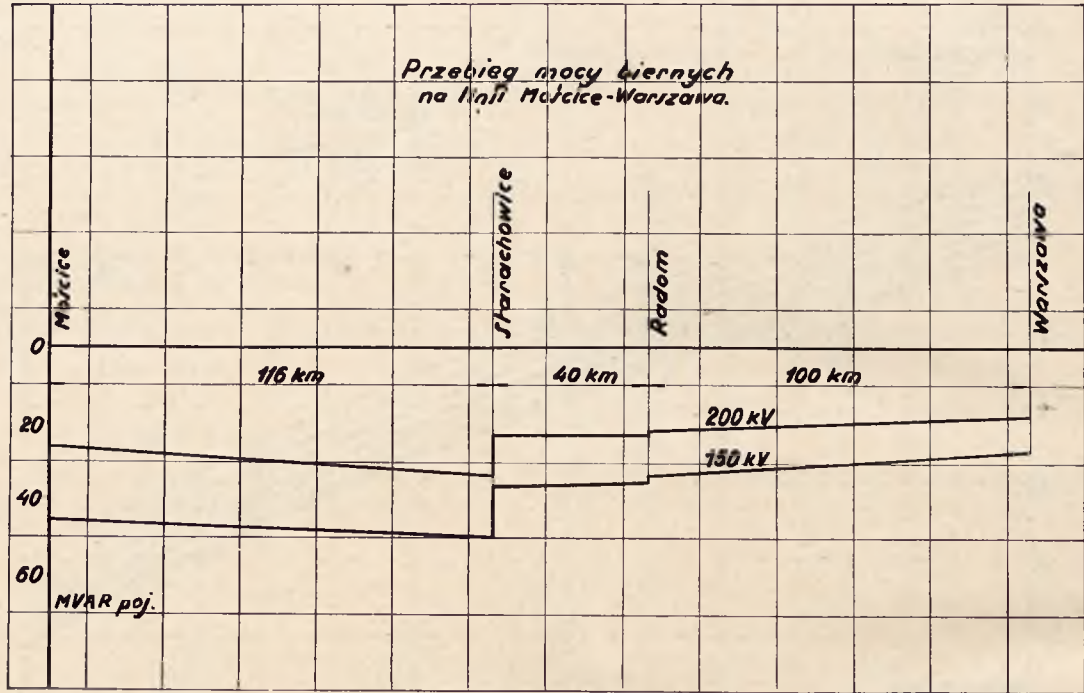 Przebieg mocy biernych
na linji Mościce-Warszawa.
Mościce
Starachowice
Radom
Warszawa
0
116 km
40 km
100 km
20
200 kV
150 kV
40
60
MVAR poj.